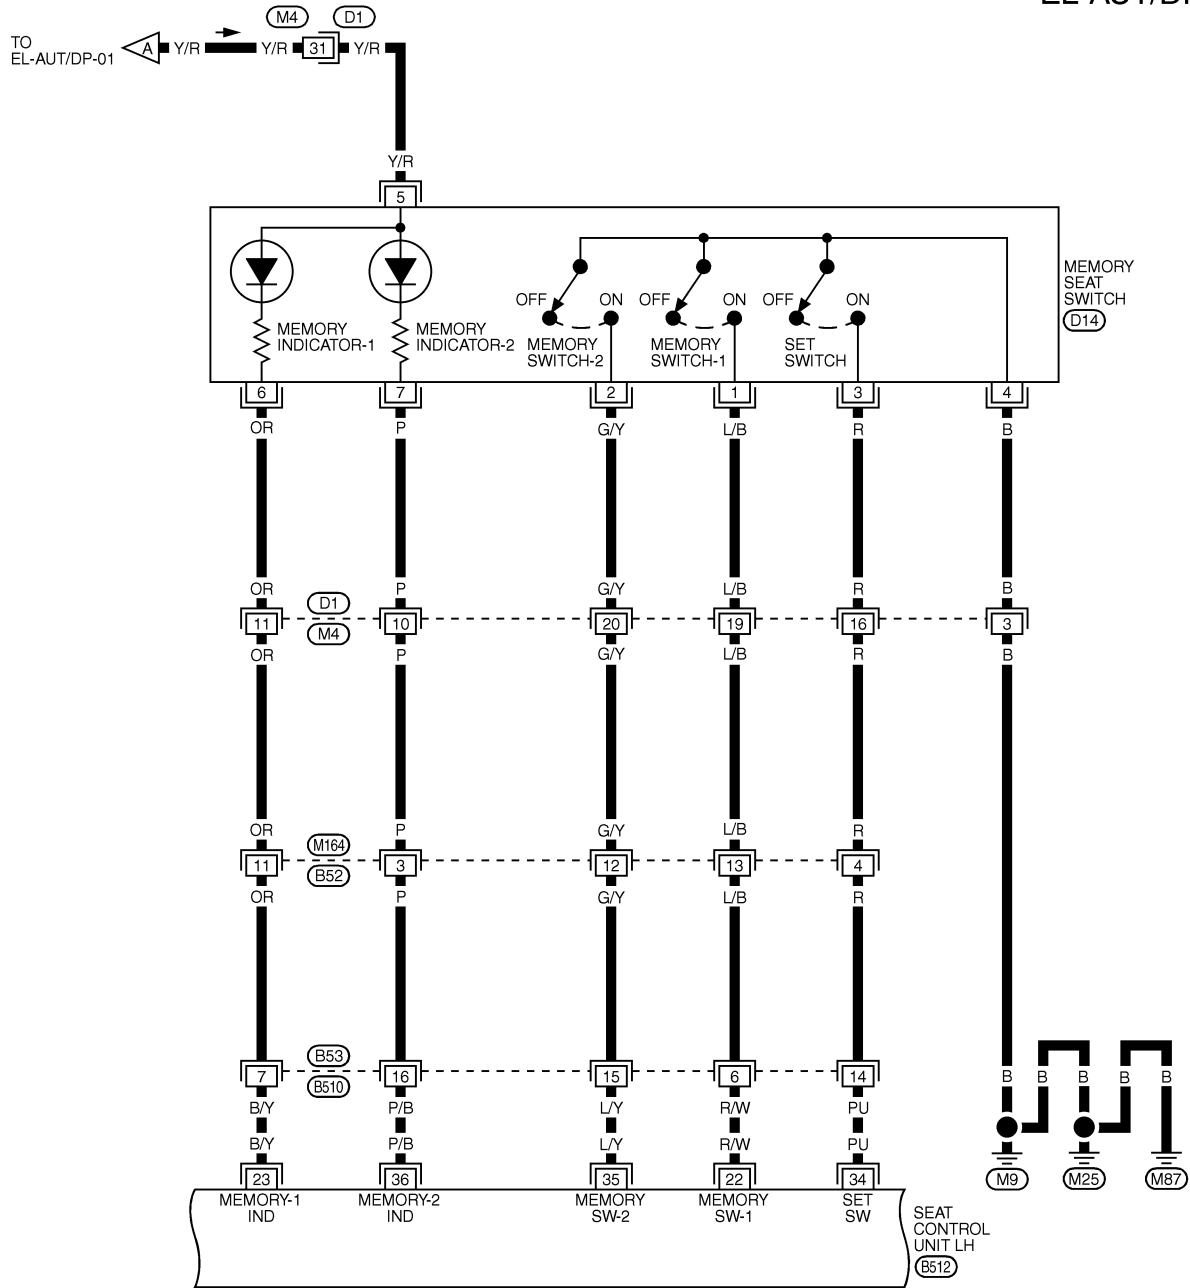 M4 D1
TO
EL-AUT/DP-01
A Y/R Y/R 31 Y/R
Y/R
5
MEMORY
SEAT
SWITCH
D14
OFF ON OFF ON OFF ON
MEMORY
INDICATOR-1
MEMORY
INDICATOR-2
MEMORY
SWITCH-2
MEMORY
SWITCH-1
SET
SWITCH
6 7 2 1 3 4
OR P G/Y L/B R B
OR P G/Y L/B R B
D1
11 10 20 19 16 3
M4
OR P G/Y L/B R B
OR P G/Y L/B R
M164
11 3 12 13 4
B52
OR P G/Y L/B R
B53
7 16 15 6 14
B510
B B B B B
B/Y P/B L/Y R/W PU
B/Y P/B L/Y R/W PU
23 36 35 22 34
M9 M25 M87
MEMORY-1
IND
MEMORY-2
IND
MEMORY
SW-2
MEMORY
SW-1
SET
SW
SEAT
CONTROL
UNIT LH
B512